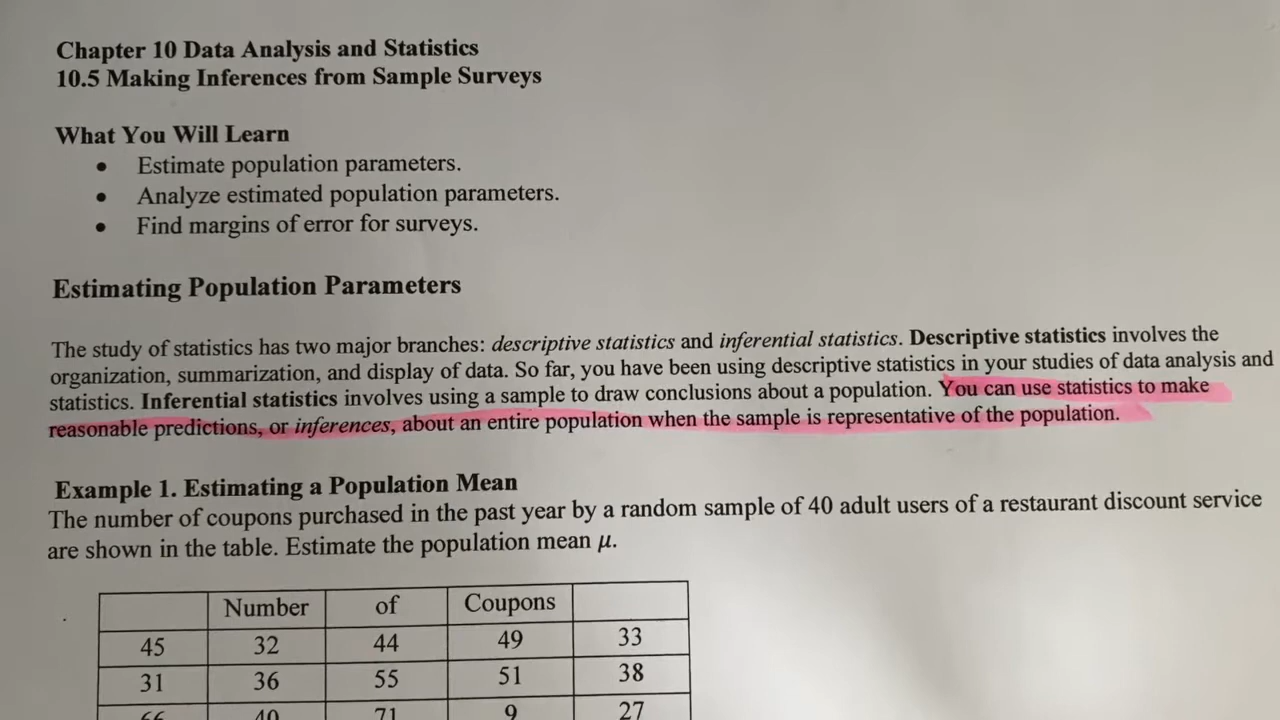 Chapter 10 Data Analysis and Statistics
10.5 Making Inferences from Sample Surveys
What You Will Learn
• Estimate population parameters.
• Analyze estimated population parameters.
• Find margins of error for surveys.
Estimating Population Parameters
The study of statistics has two major branches: descriptive statistics and inferential statistics. Descriptive statistics involves the
organization, summarization, and display of data. So far, you have been using descriptive statistics in your studies of data analysis and
statistics. Inferential statistics involves using a sample to draw conclusions about a population. You can use statistics to make
reasonable predictions, or inferences, about an entire population when the sample is representative of the population.
Example 1. Estimating a Population Mean
The number of coupons purchased in the past year by a random sample of 40 adult users of a restaurant discount service
are shown in the table. Estimate the population mean μ.
Number of Coupons
45 32 44 49 33
31 36 55 51 38
66 40 71 9 27